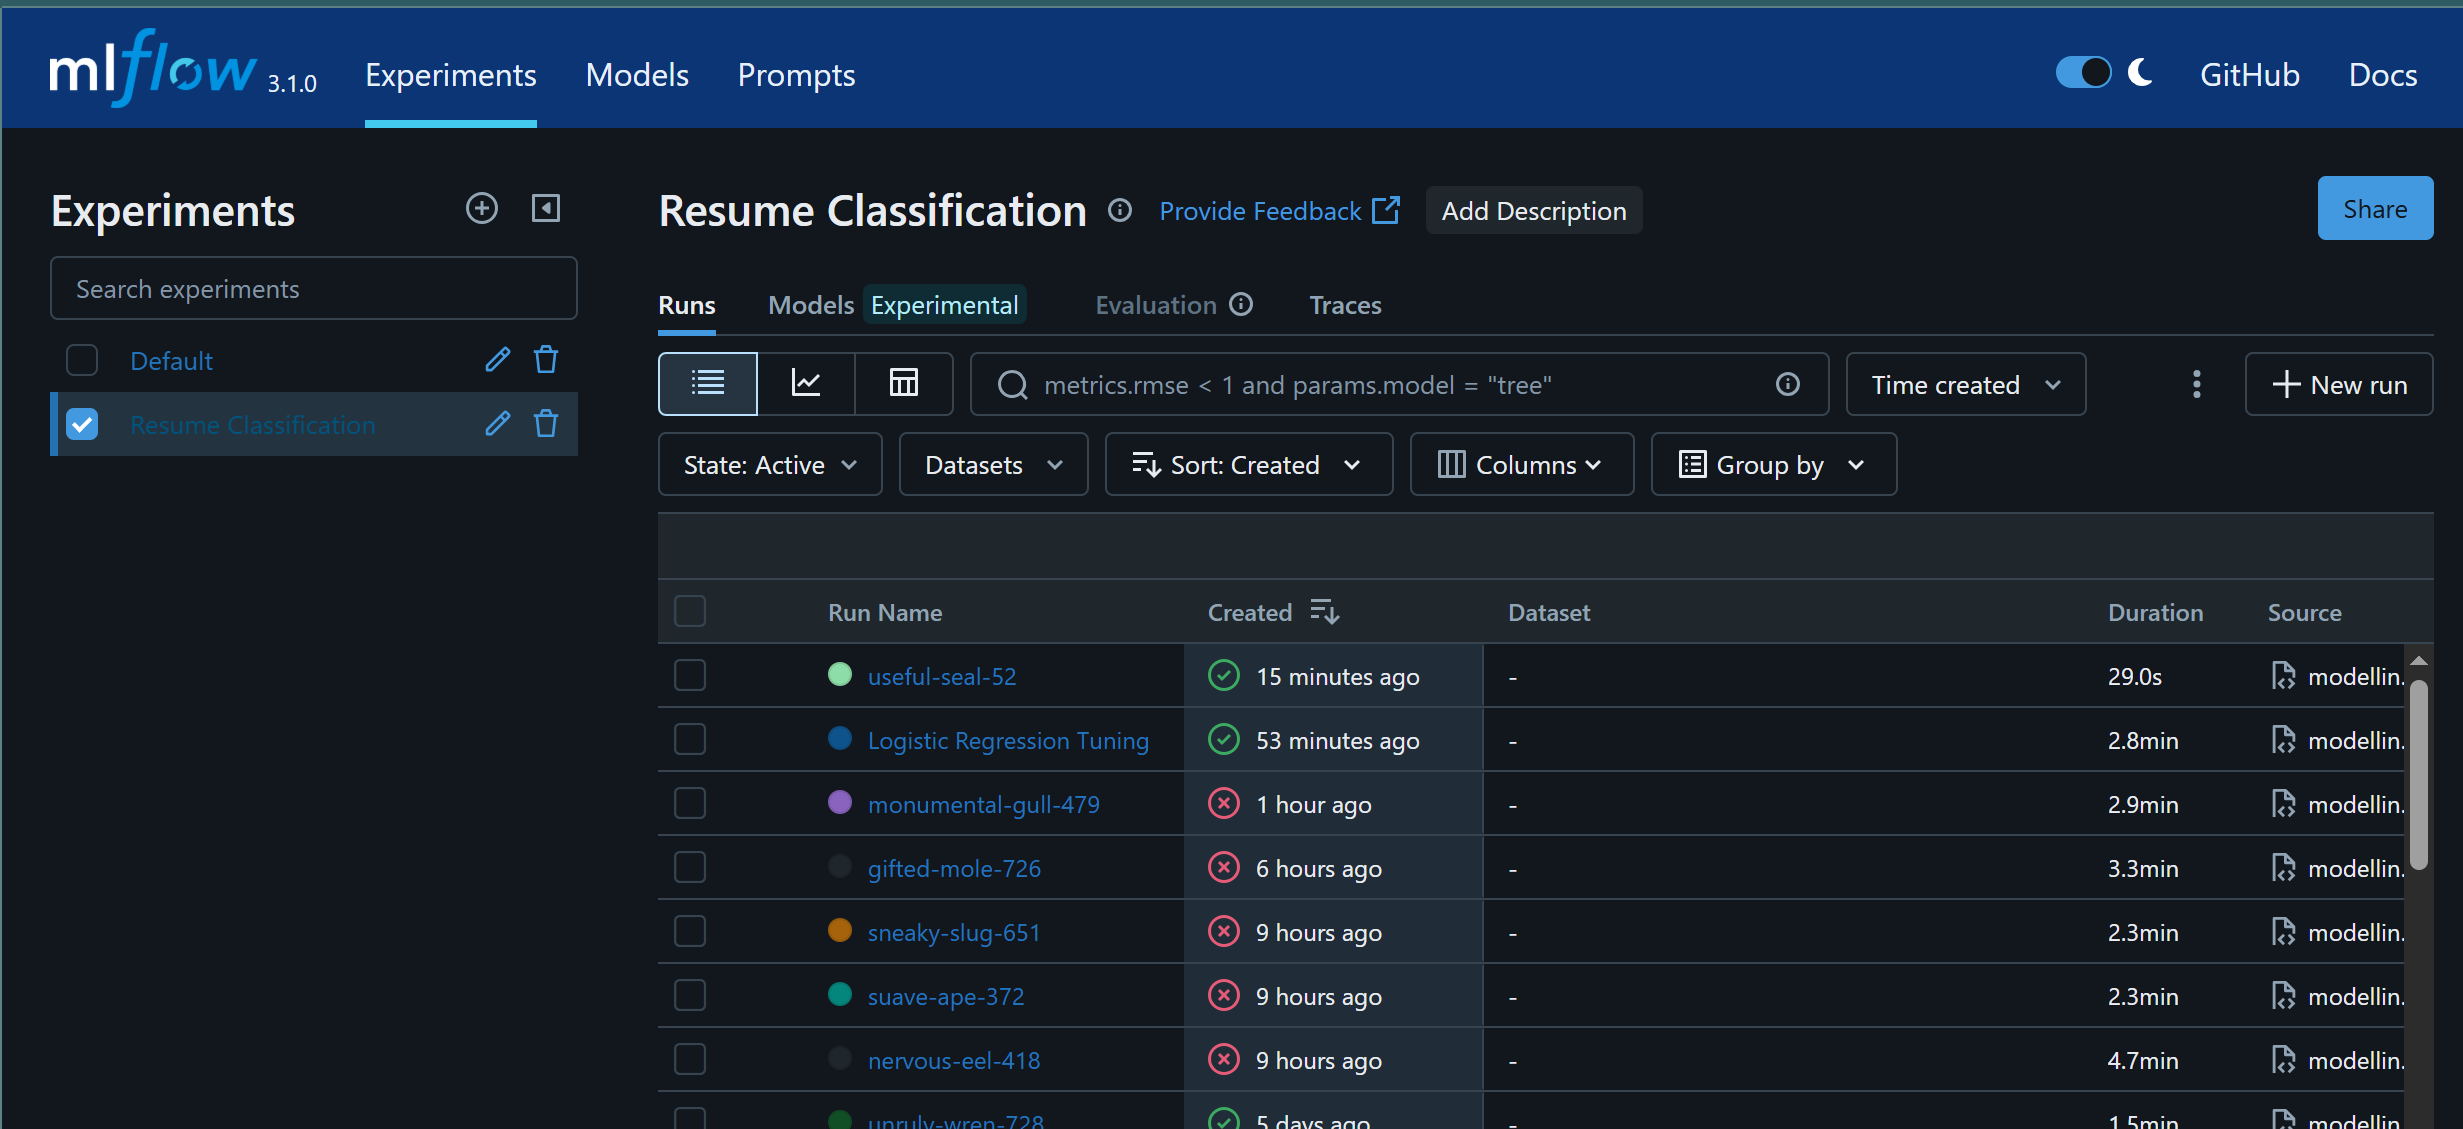 mlflow 3.1.0 Experiments Models Prompts GitHub Docs
Experiments
Search experiments
Default
Resume Classification
Resume Classification Provide Feedback Add Description Share
Runs Models Experimental Evaluation Traces
metrics.rmse < 1 and params.model = "tree" Time created New run
State: Active Datasets Sort: Created Columns Group by
Run Name Created Dataset Duration Source
useful-seal-52 15 minutes ago - 29.0s modellin.
Logistic Regression Tuning 53 minutes ago - 2.8min modellin.
monumental-gull-479 1 hour ago - 2.9min modellin.
gifted-mole-726 6 hours ago - 3.3min modellin.
sneaky-slug-651 9 hours ago - 2.3min modellin.
suave-ape-372 9 hours ago - 2.3min modellin.
nervous-eel-418 9 hours ago - 4.7min modellin.
unruly-wren-728 5 days ago - 1.5min modellin.